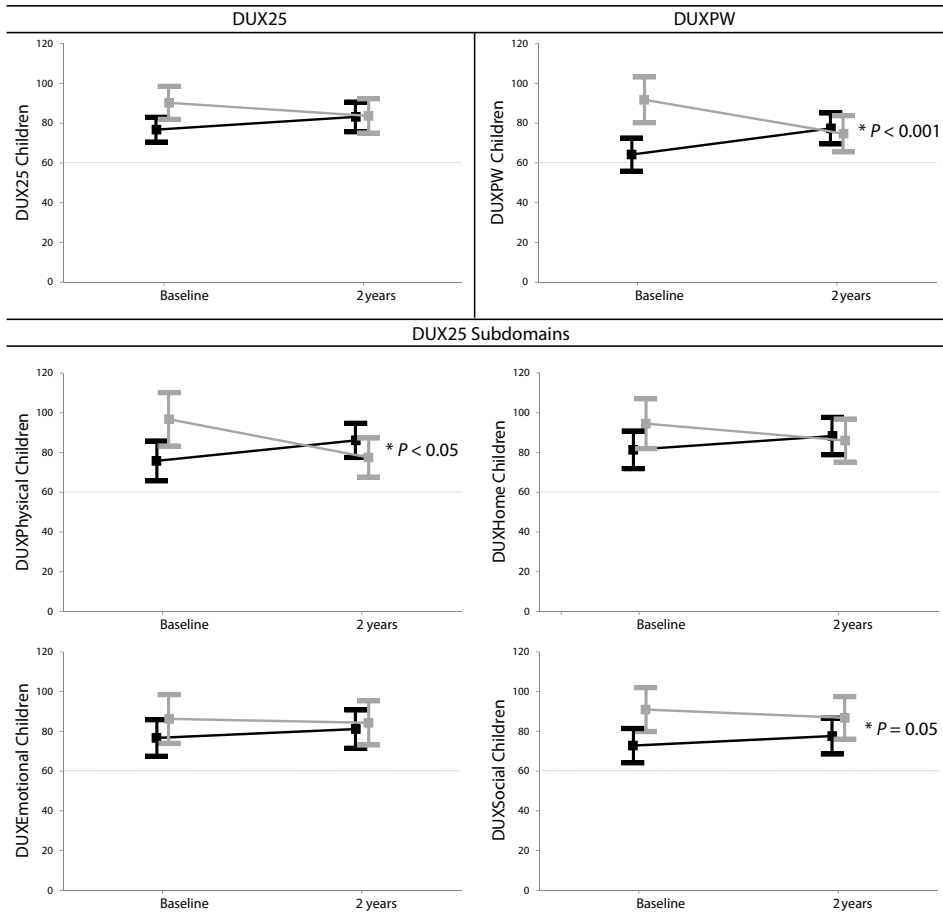 DUX25
DUXPW
DUX25 Children
120
100
80
60
40
20
0
Baseline
2 years
DUXPW Children
120
100
80
60
40
20
0
* P < 0.001
Baseline
2 years
DUX25 Subdomains
DUXPhysical Children
120
100
80
60
40
20
0
* P < 0.05
Baseline
2 years
DUXHome Children
120
100
80
60
40
20
0
Baseline
2 years
DUXEmotional Children
120
100
80
60
40
20
0
Baseline
2 years
DUXSocial Children
120
100
80
60
40
20
0
* P = 0.05
Baseline
2 years